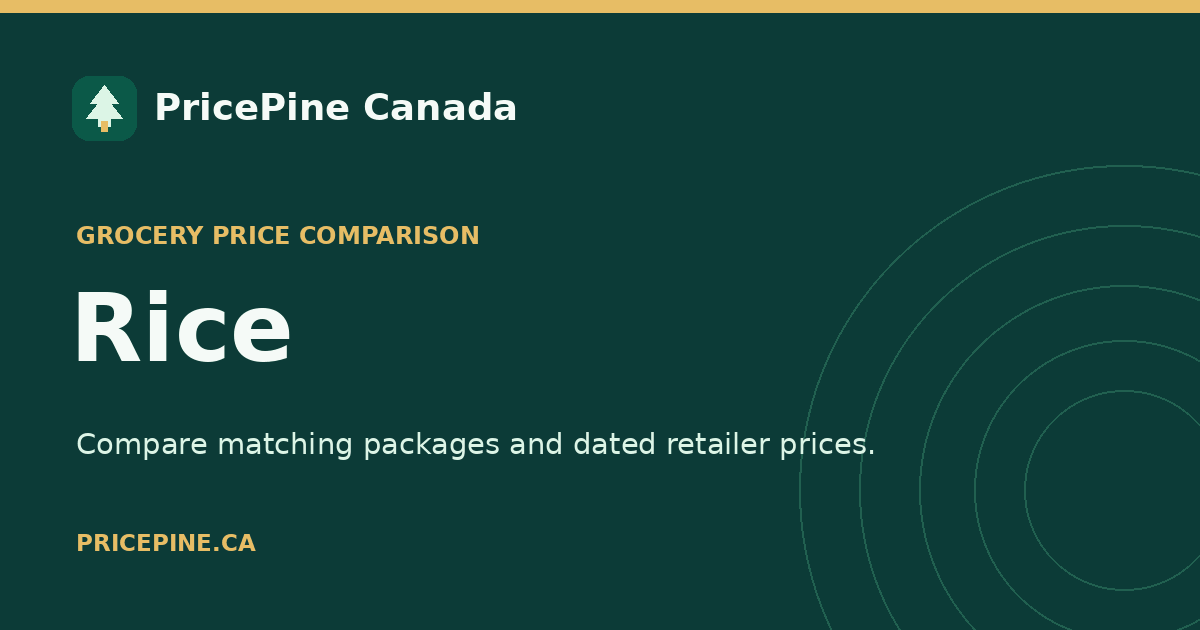 PricePine Canada
GROCERY PRICE COMPARISON
Rice
Compare matching packages and dated retailer prices.
PRICEPINE.CA